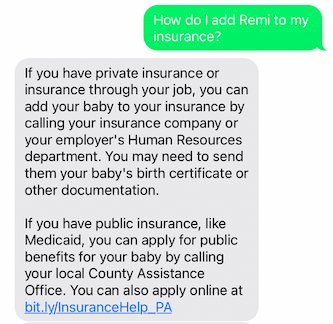 How do I add Remi to my
insurance?
If you have private insurance or
insurance through your job, you can
add your baby to your insurance by
calling your insurance company or
your employer's Human Resources
department. You may need to send
them your baby's birth certificate or
other documentation.
If you have public insurance, like
Medicaid, you can apply for public
benefits for your baby by calling
your local County Assistance
Office. You can also apply online at
bit.ly/InsuranceHelp_PA